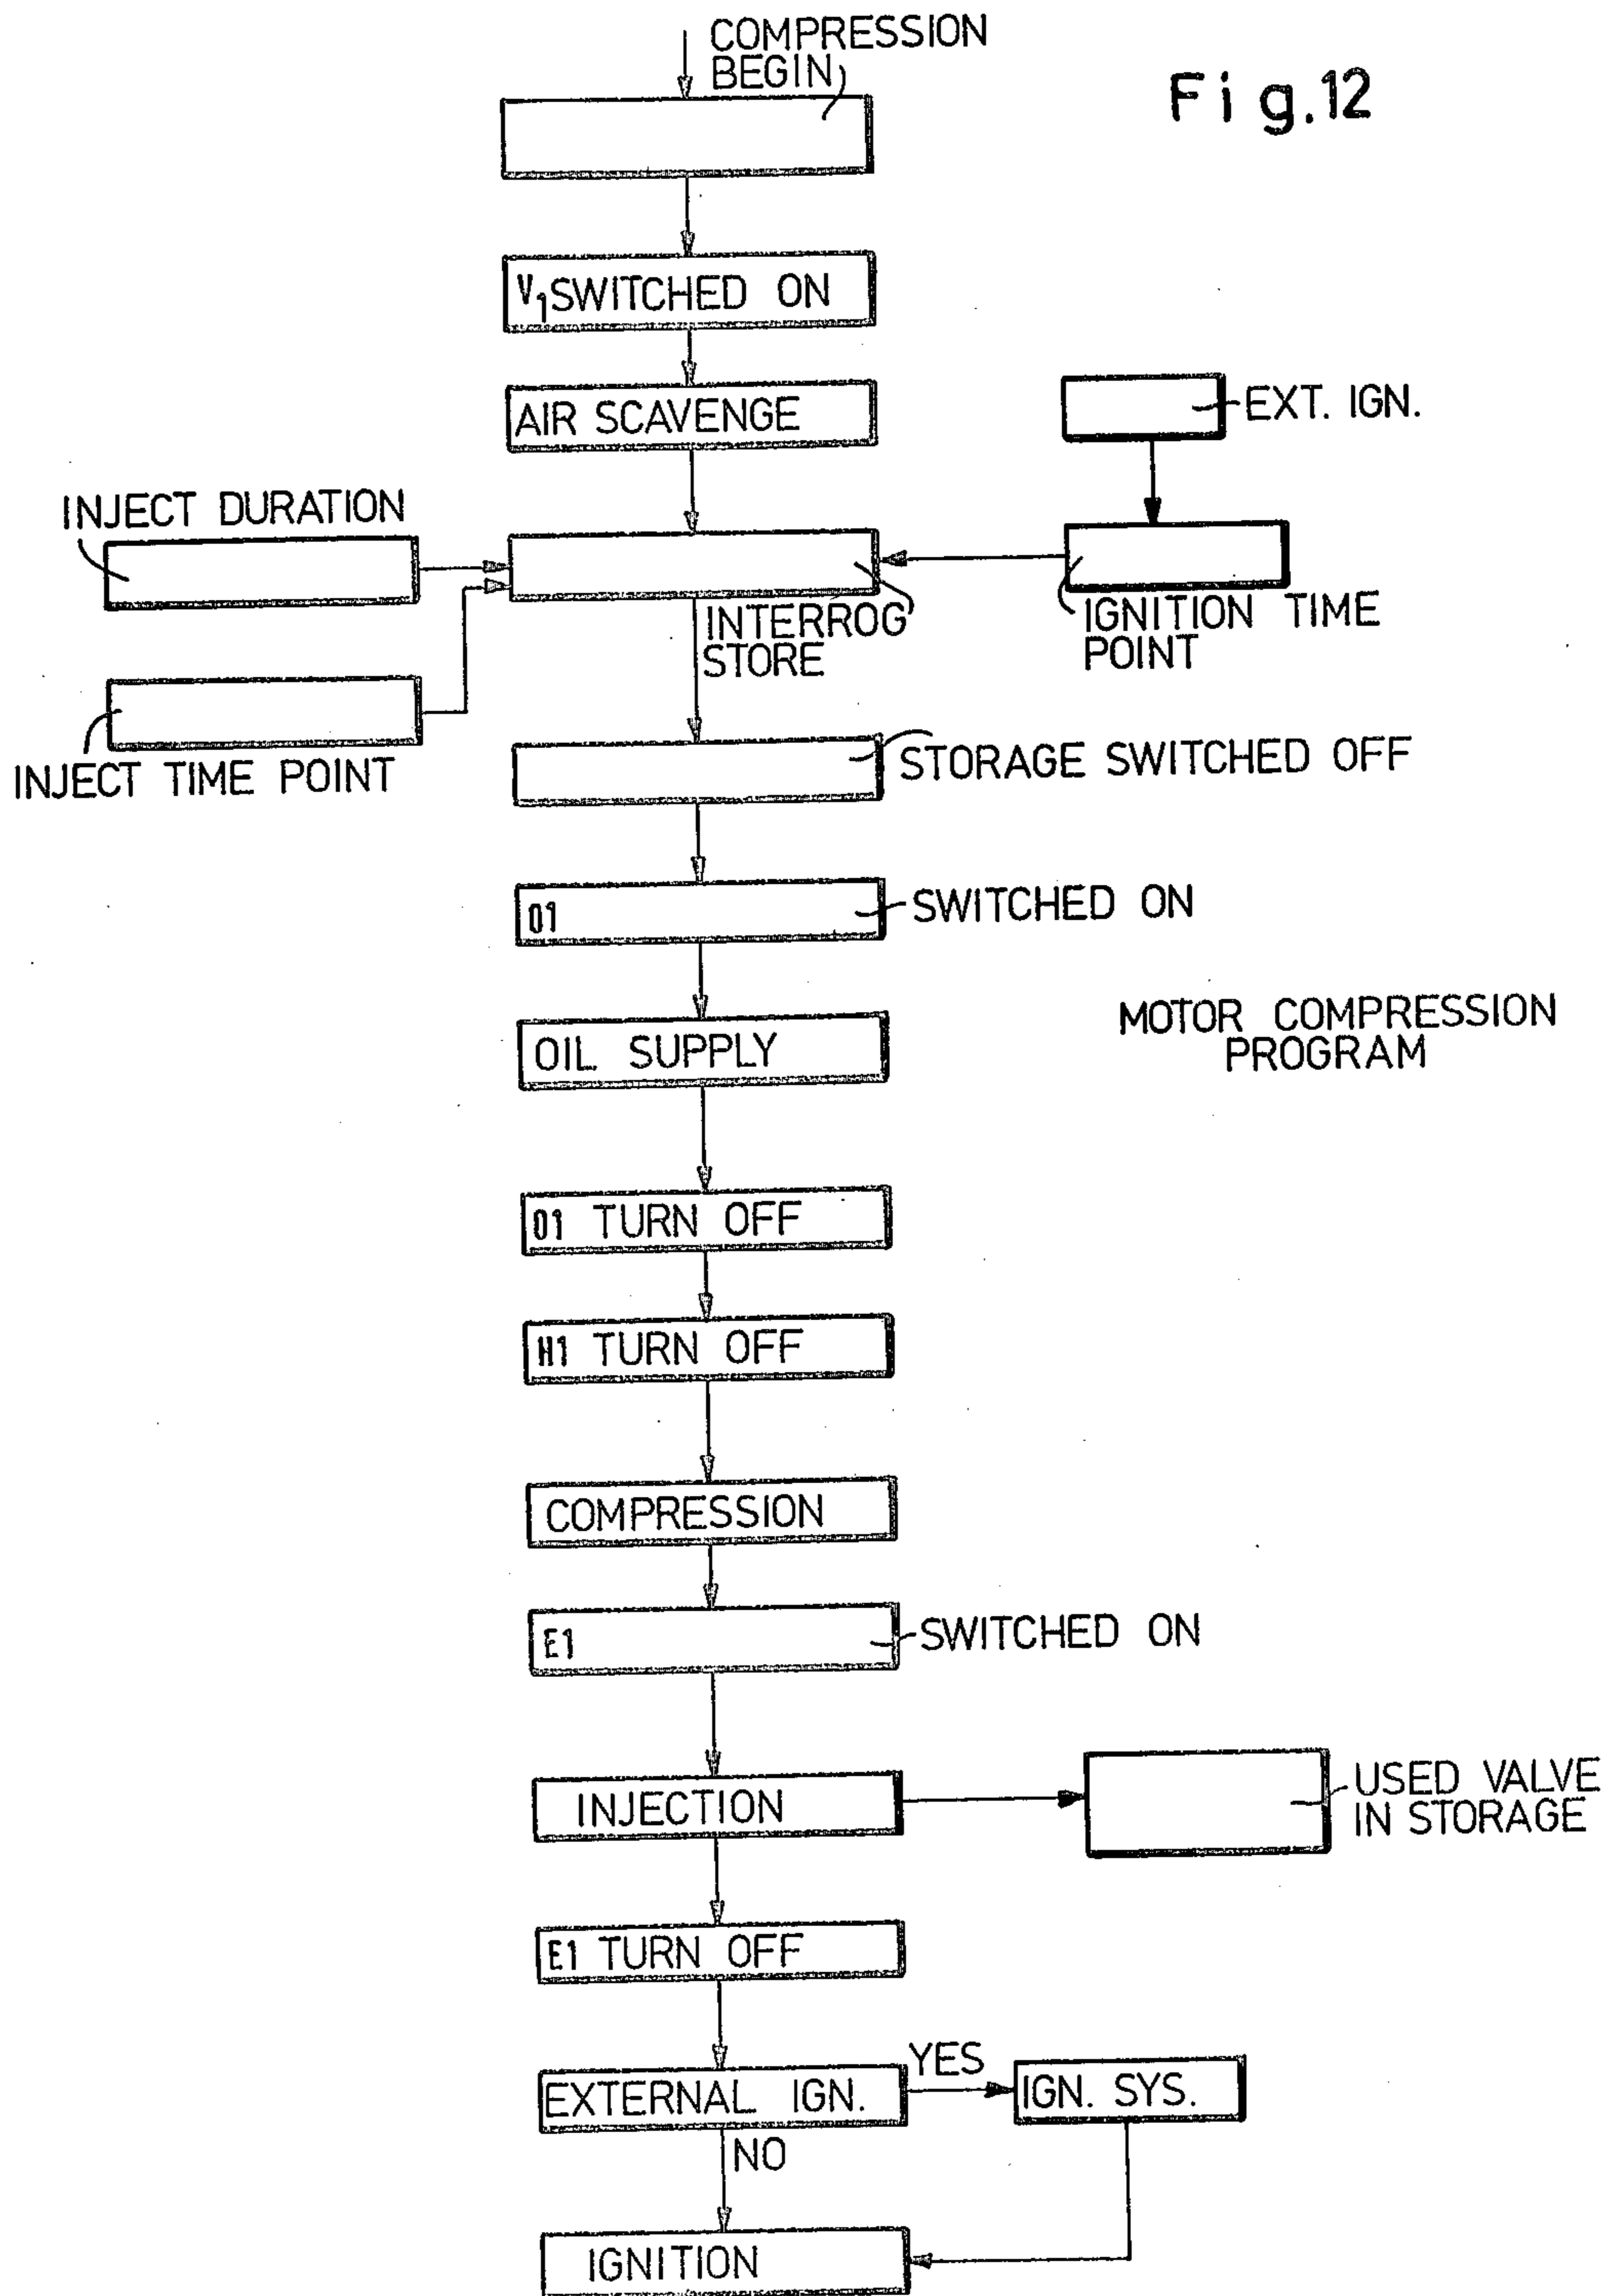 COMPRESSION
BEGIN
Fig.12
V1 SWITCHED ON
AIR SCAVENGE
EXT. IGN.
INJECT DURATION
INTERROG
STORE
IGNITION TIME
POINT
INJECT TIME POINT
STORAGE SWITCHED OFF
01
SWITCHED ON
OIL SUPPLY
MOTOR COMPRESSION
PROGRAM
01 TURN OFF
H1 TURN OFF
COMPRESSION
E1
SWITCHED ON
INJECTION
USED VALVE
IN STORAGE
E1 TURN OFF
EXTERNAL IGN.
YES
IGN. SYS.
NO
IGNITION